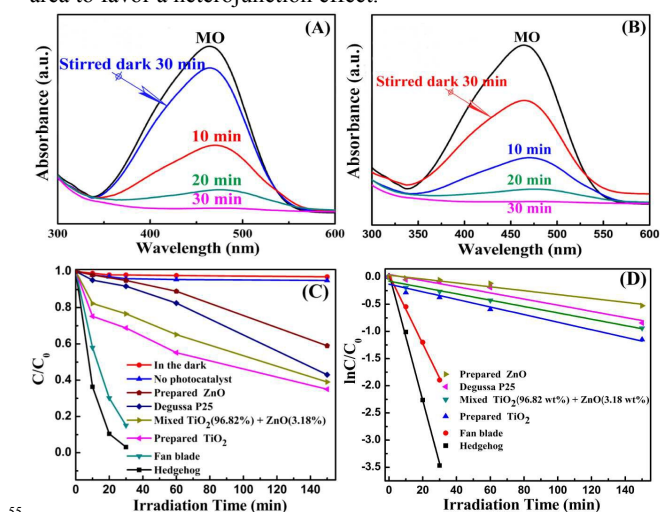 area to favor a heterojunction effect.
(A)
MO
Stirred dark 30 min
10 min
20 min
30 min
Absorbance (a.u.)
300 400 500 600
Wavelength (nm)
(B)
MO
Stirred dark 30 min
10 min
20 min
30 min
Absorbance (a.u.)
300 400 500 600
Wavelength (nm)
(C)
C/C0
1.0
0.8
0.6
0.4
0.2
0.0
In the dark
No photocatalyst
Prepared ZnO
Degussa P25
Mixed TiO2(96.82%) + ZnO(3.18%)
Prepared TiO2
Fan blade
Hedgehog
0 20 40 60 80 100 120 140
Irradiation Time (min)
(D)
lnC/C0
0.0
-0.5
-1.0
-1.5
-2.0
-2.5
-3.0
-3.5
Prepared ZnO
Degussa P25
Mixed TiO2(96.82 wt%) + ZnO(3.18 wt%)
Prepared TiO2
Fan blade
Hedgehog
0 20 40 60 80 100 120 140
Irradiation Time (min)
55